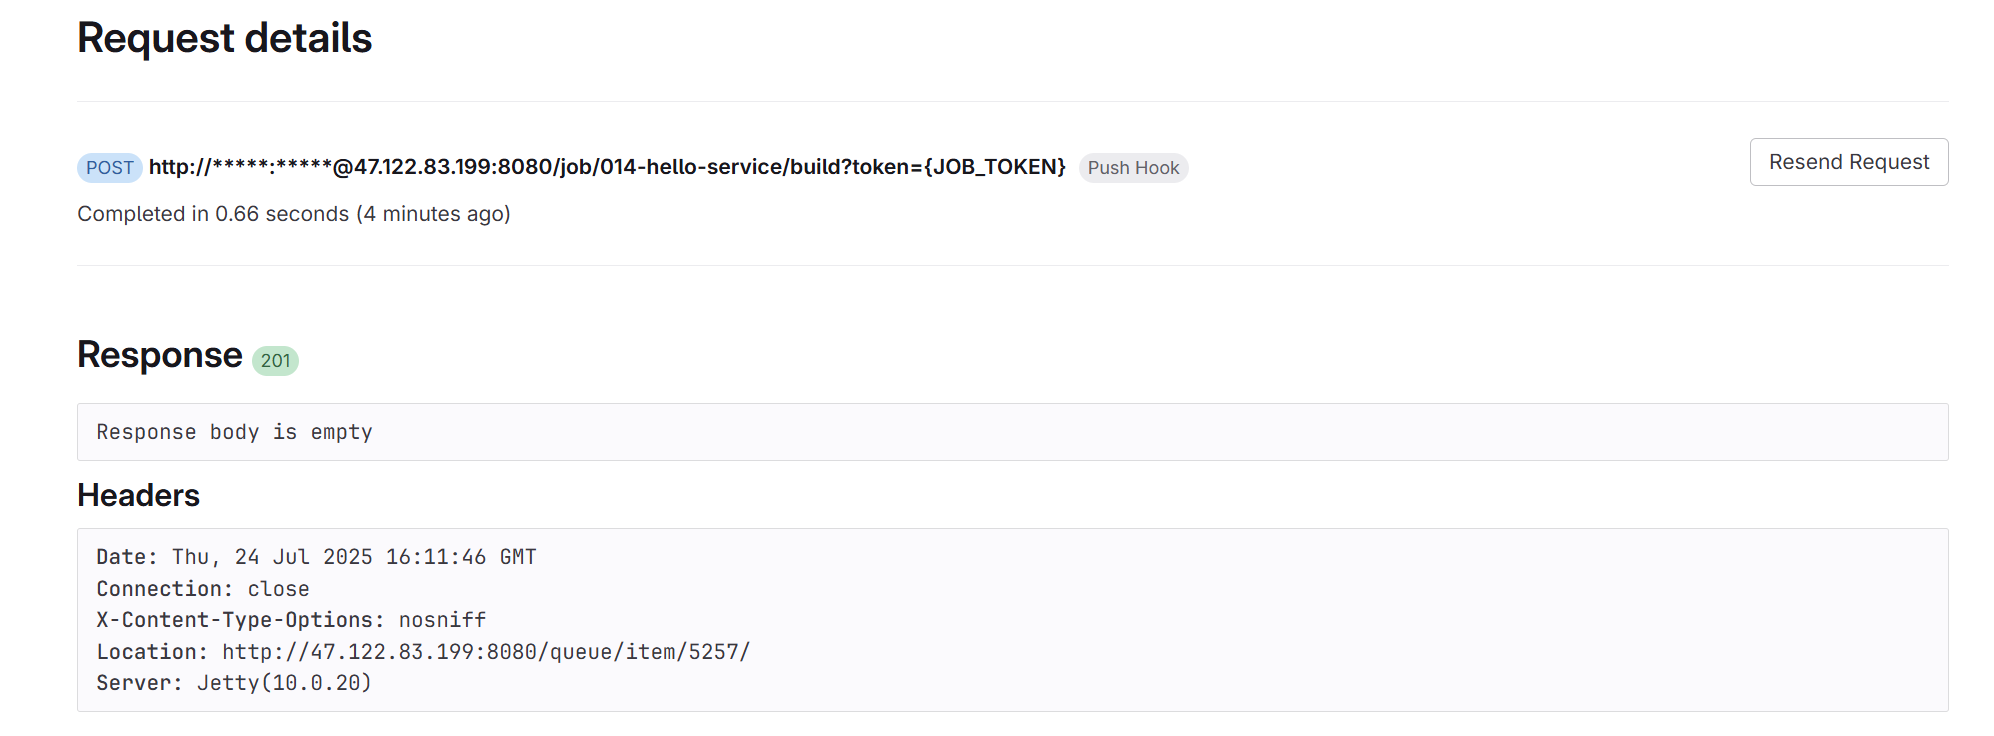 Request details
POST http://*****:*****@47.122.83.199:8080/job/014-hello-service/build?token={JOB_TOKEN} Push Hook
Resend Request
Completed in 0.66 seconds (4 minutes ago)
Response 201
Response body is empty
Headers
Date: Thu, 24 Jul 2025 16:11:46 GMT
Connection: close
X-Content-Type-Options: nosniff
Location: http://47.122.83.199:8080/queue/item/5257/
Server: Jetty(10.0.20)